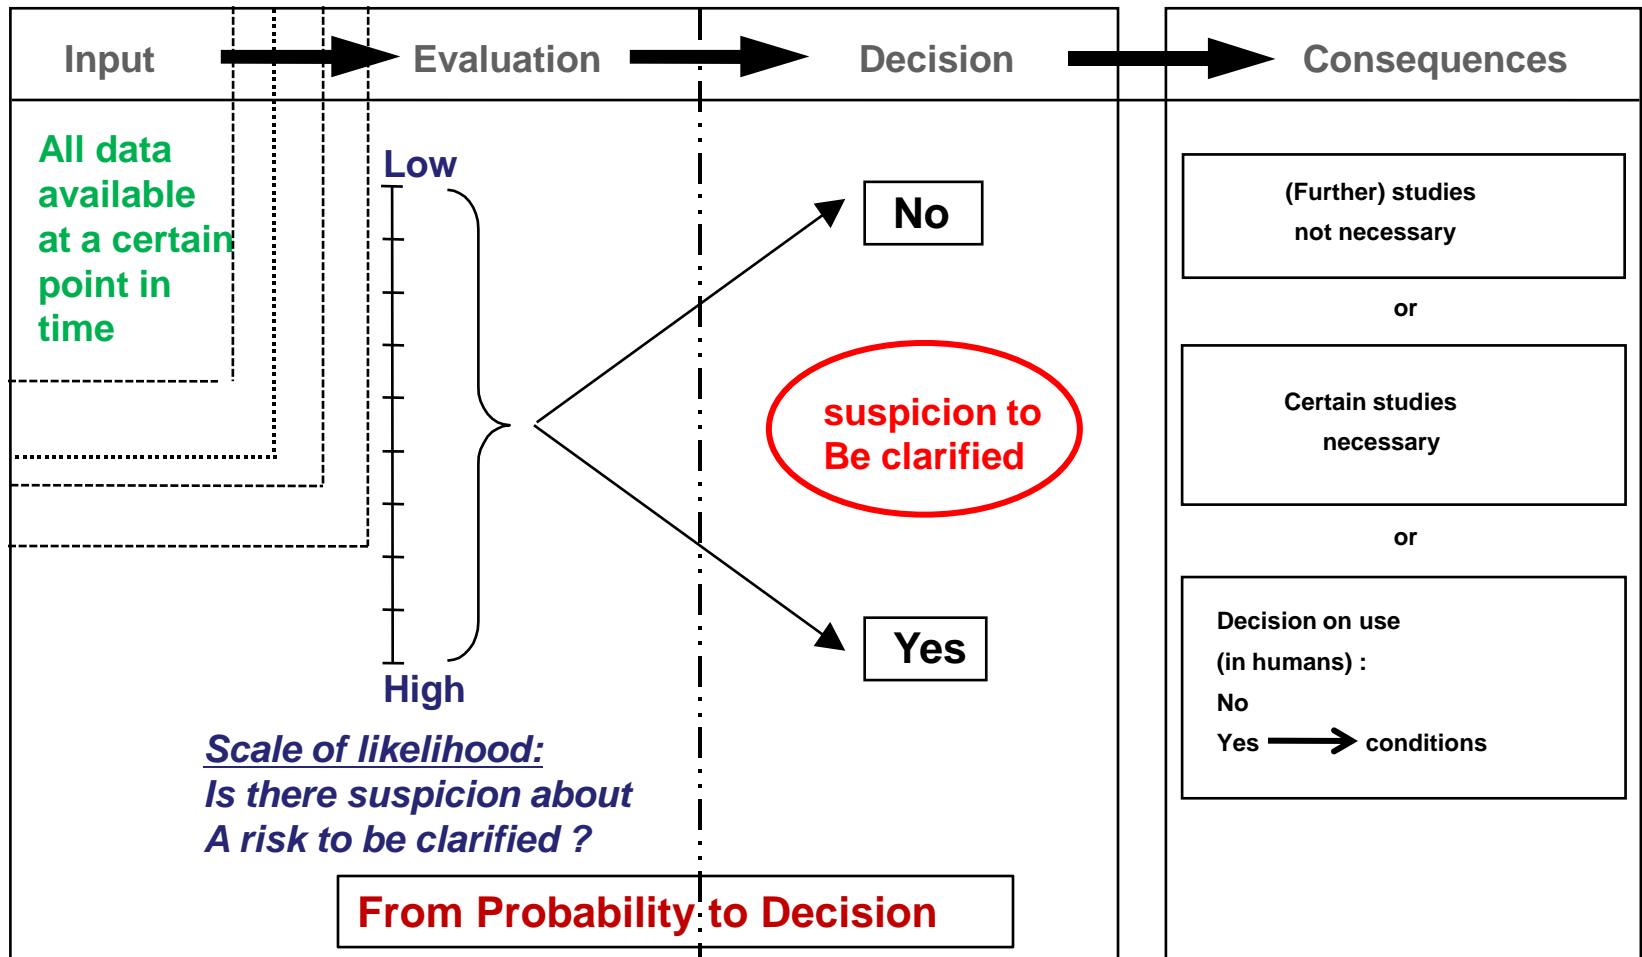 Input
Evaluation
Decision
Consequences
All data
available
at a certain
point in
time
Low
High
Scale of likelihood:
Is there suspicion about
A risk to be clarified ?
No
suspicion to
Be clarified
Yes
From Probability to Decision
(Further) studies
not necessary
or
Certain studies
necessary
or
Decision on use
(in humans) :
No
Yes conditions